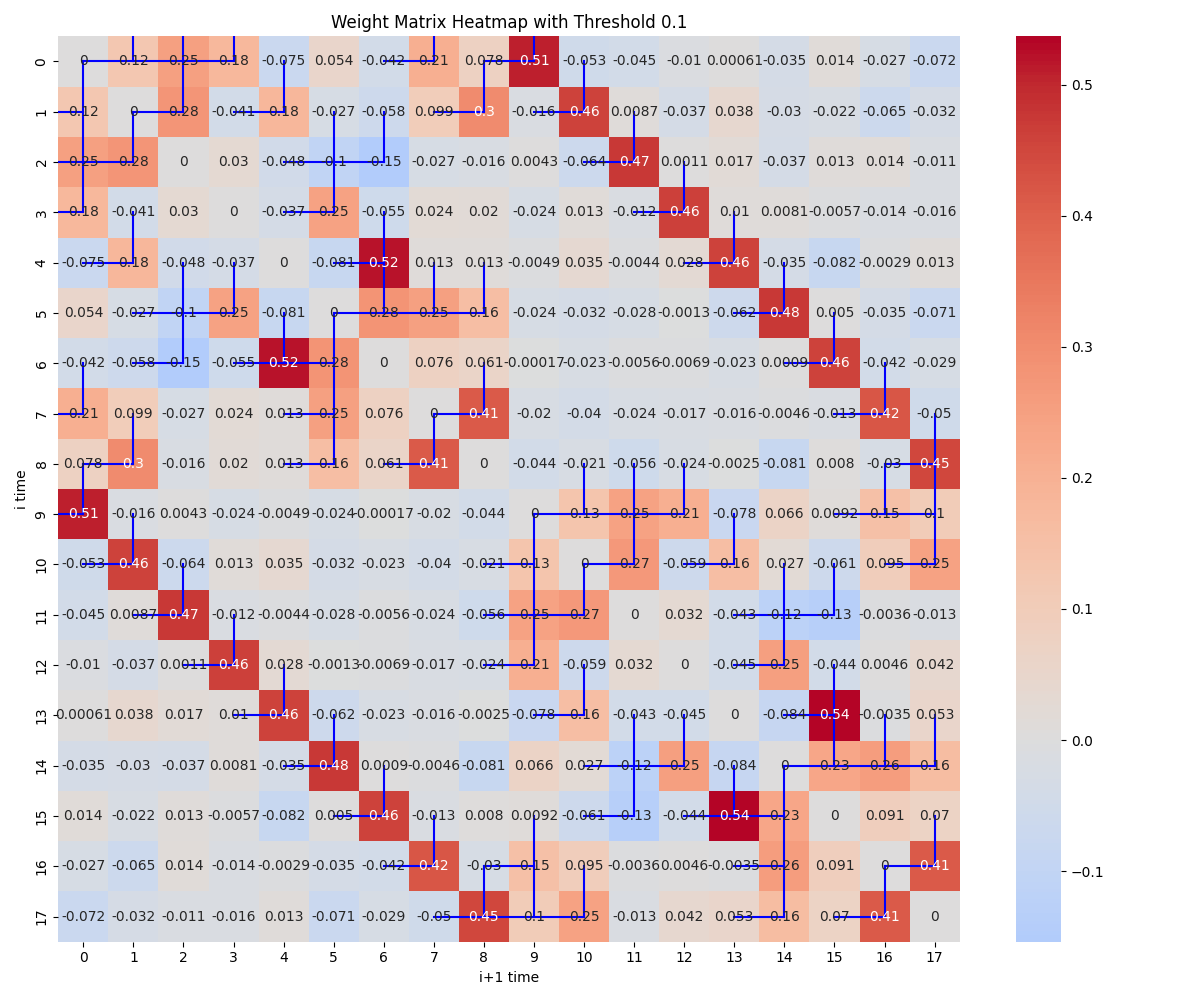 Weight Matrix Heatmap with Threshold 0.1
0 0 0.12 0.25 0.18 -0.075 0.054 -0.042 0.21 0.078 0.51 -0.053 -0.045 -0.01 0.00061 -0.035 0.014 -0.027 -0.072
1 0.12 0 0.28 -0.041 0.18 -0.027 -0.058 0.099 0.3 -0.016 0.46 0.0087 -0.037 0.038 -0.03 -0.022 -0.065 -0.032
2 0.25 0.28 0 0.03 -0.048 -0.1 -0.15 -0.027 -0.016 0.0043 -0.064 0.47 0.0011 0.017 -0.037 0.013 0.014 -0.011
3 0.18 -0.041 0.03 0 -0.037 0.25 -0.055 0.024 0.02 -0.024 0.013 -0.012 0.46 0.01 0.0081 -0.0057 -0.014 -0.016
4 -0.075 0.18 -0.048 -0.037 0 -0.081 0.52 0.013 0.013 -0.0049 0.035 -0.0044 0.028 0.46 -0.035 -0.082 -0.0029 0.013
5 0.054 -0.027 -0.1 0.25 -0.081 0 0.28 0.25 0.16 -0.024 -0.032 -0.028 -0.0013 -0.062 0.48 0.005 -0.035 -0.071
6 -0.042 -0.058 -0.15 -0.055 0.52 0.28 0 0.076 0.061 -0.00017 -0.023 -0.0056 -0.0069 -0.023 0.0009 0.46 -0.042 -0.029
7 0.21 0.099 -0.027 0.024 0.013 0.25 0.076 0 0.41 -0.02 -0.04 -0.024 -0.017 -0.016 -0.0046 -0.013 0.42 -0.05
8 0.078 0.3 -0.016 0.02 0.013 0.16 0.061 0.41 0 -0.044 -0.021 -0.056 -0.024 -0.0025 -0.081 0.008 -0.03 0.45
9 0.51 -0.016 0.0043 -0.024 -0.0049 -0.024 -0.00017 -0.02 -0.044 0 0.13 0.25 0.21 -0.078 0.066 0.0092 0.15 0.1
10 -0.053 0.46 -0.064 0.013 0.035 -0.032 -0.023 -0.04 -0.021 0.13 0 0.27 -0.059 0.16 0.027 -0.061 0.095 0.25
11 -0.045 0.0087 0.47 -0.012 -0.0044 -0.028 -0.0056 -0.024 -0.056 0.25 0.27 0 0.032 -0.043 -0.12 -0.13 -0.0036 -0.013
12 -0.01 -0.037 0.0011 0.46 0.028 -0.0013 -0.0069 -0.017 -0.024 0.21 -0.059 0.032 0 -0.045 0.25 -0.044 0.0046 0.042
13 0.00061 0.038 0.017 0.01 0.46 -0.062 -0.023 -0.016 -0.0025 -0.078 0.16 -0.043 -0.045 0 -0.084 0.54 -0.0035 0.053
14 -0.035 -0.03 -0.037 0.0081 -0.035 0.48 0.0009 -0.0046 -0.081 0.066 0.027 -0.12 0.25 -0.084 0 0.23 0.26 0.16
15 0.014 -0.022 0.013 -0.0057 -0.082 0.005 0.46 -0.013 0.008 0.0092 -0.061 -0.13 -0.044 0.54 0.23 0 0.091 0.07
16 -0.027 -0.065 0.014 -0.014 -0.0029 -0.035 -0.042 0.42 -0.03 0.15 0.095 -0.0036 0.0046 -0.0035 0.26 0.091 0 0.41
17 -0.072 -0.032 -0.011 -0.016 0.013 -0.071 -0.029 -0.05 0.45 0.1 0.25 -0.013 0.042 0.053 0.16 0.07 0.41 0
0 1 2 3 4 5 6 7 8 9 10 11 12 13 14 15 16 17
i time
i+1 time
0.5
0.4
0.3
0.2
0.1
0.0
−0.1